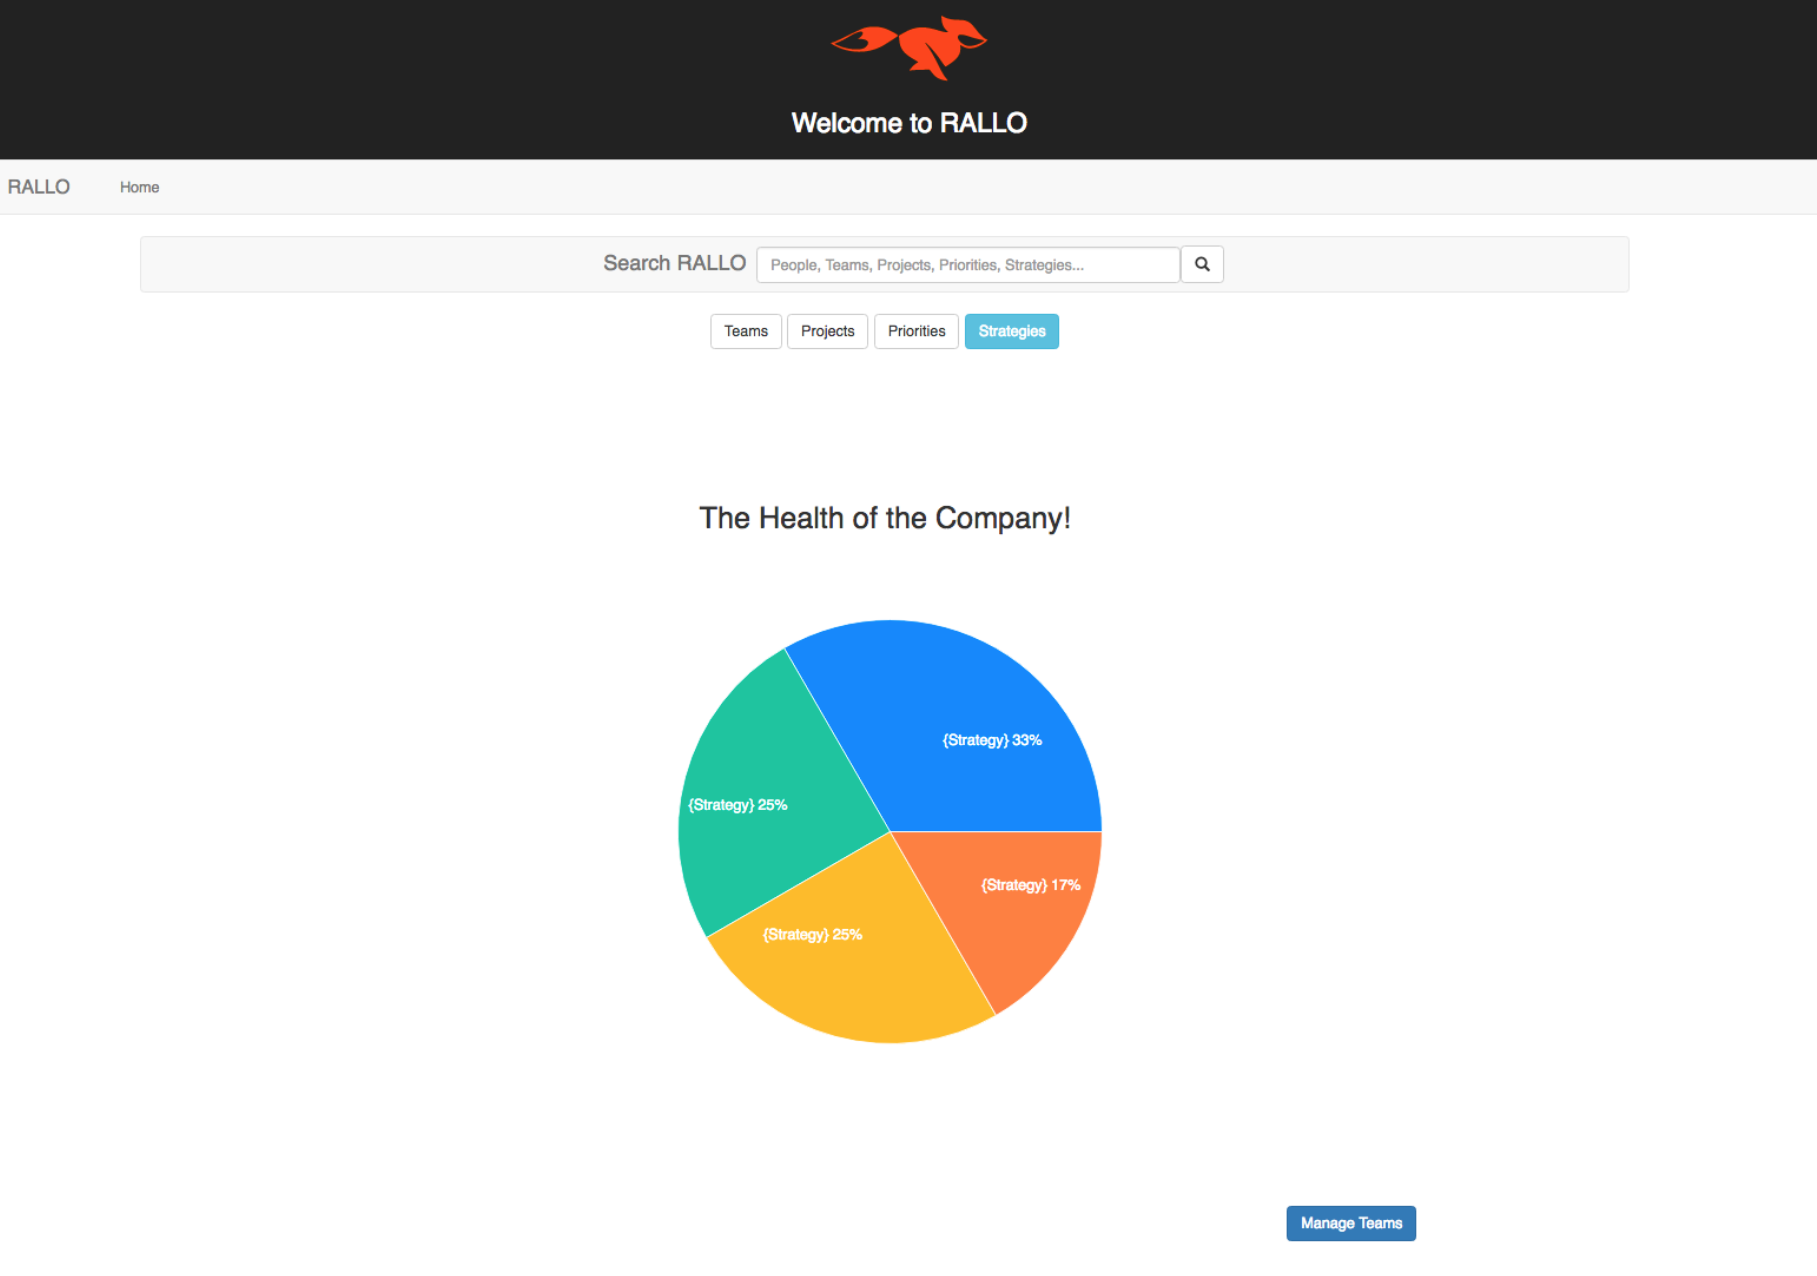 Welcome to RALLO
RALLO Home
Search RALLO People, Teams, Projects, Priorities, Strategies...
Teams Projects Priorities Strategies
The Health of the Company!
{Strategy} 33%
{Strategy} 25%
{Strategy} 17%
{Strategy} 25%
Manage Teams